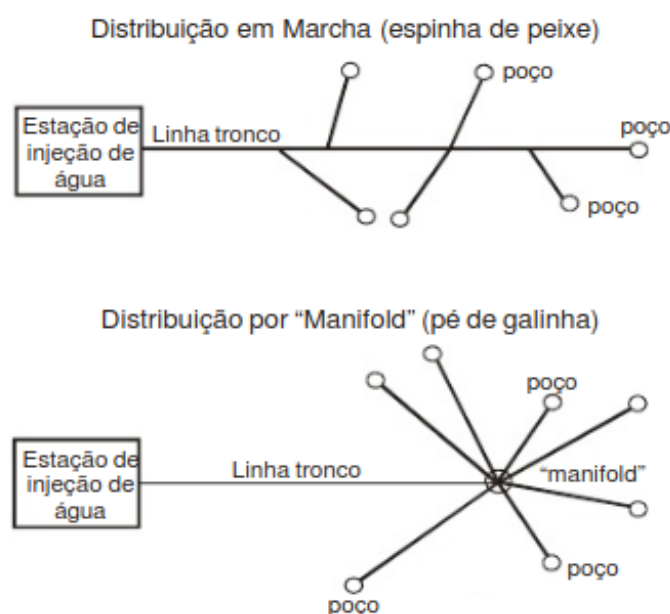 Distribuição em Marcha (espinha de peixe)
poço
Estação de
injeção de
água
Linha tronco
poço
poço
Distribuição por “Manifold” (pé de galinha)
poço
Estação de
injeção de
água
Linha tronco
“manifold”
poço
poço